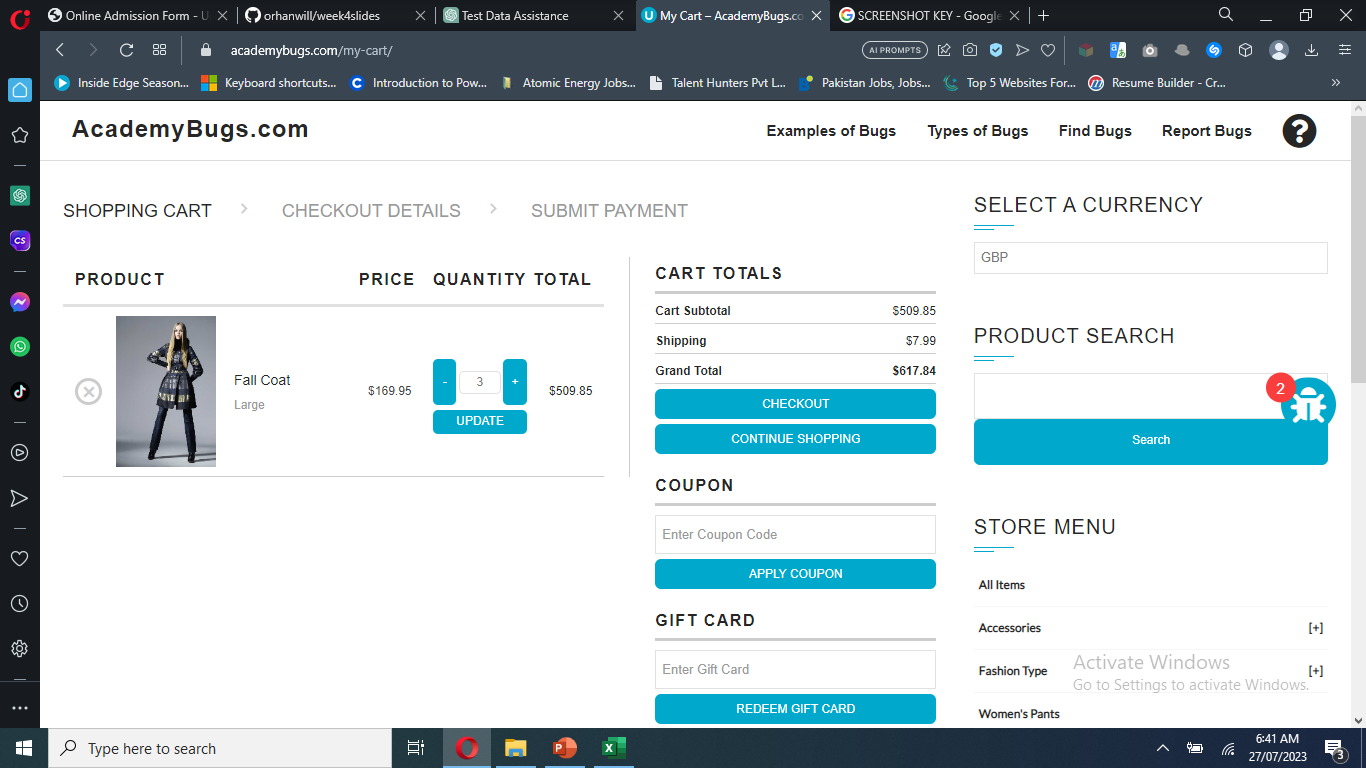 Online Admission Form - U
orhanwill/week4slides
Test Data Assistance
My Cart – AcademyBugs.co
SCREENSHOT KEY - Google
academybugs.com/my-cart/
AI PROMPTS
Inside Edge Season...
Keyboard shortcuts...
Introduction to Pow...
Atomic Energy Jobs...
Talent Hunters Pvt L...
Pakistan Jobs, Jobs...
Top 5 Websites For...
Resume Builder - Cr...
AcademyBugs.com
Examples of Bugs
Types of Bugs
Find Bugs
Report Bugs
?
SHOPPING CART
CHECKOUT DETAILS
SUBMIT PAYMENT
PRODUCT PRICE QUANTITY TOTAL
Fall Coat
Large
$169.95
- 3 +
UPDATE
$509.85
CART TOTALS
Cart Subtotal $509.85
Shipping $7.99
Grand Total $617.84
CHECKOUT
CONTINUE SHOPPING
COUPON
Enter Coupon Code
APPLY COUPON
GIFT CARD
Enter Gift Card
REDEEM GIFT CARD
SELECT A CURRENCY
GBP
PRODUCT SEARCH
2
Search
STORE MENU
All Items
Accessories [+]
Fashion Type [+]
Women's Pants
Activate Windows
Go to Settings to activate Windows.
CS
Type here to search
6:41 AM
27/07/2023
3